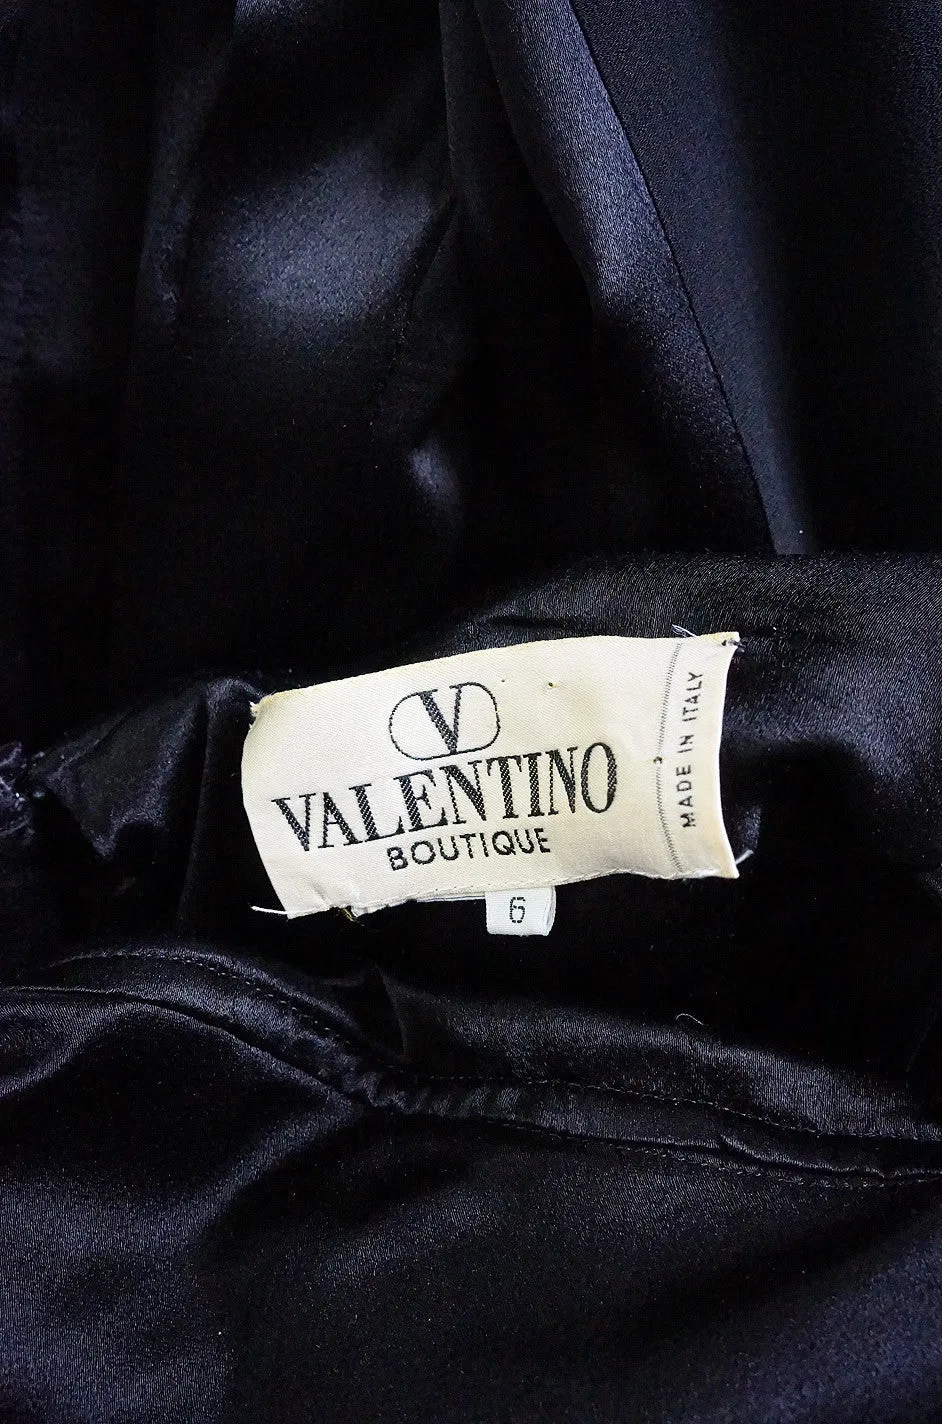 V
VALENTINO
BOUTIQUE
MADE IN ITALY
6